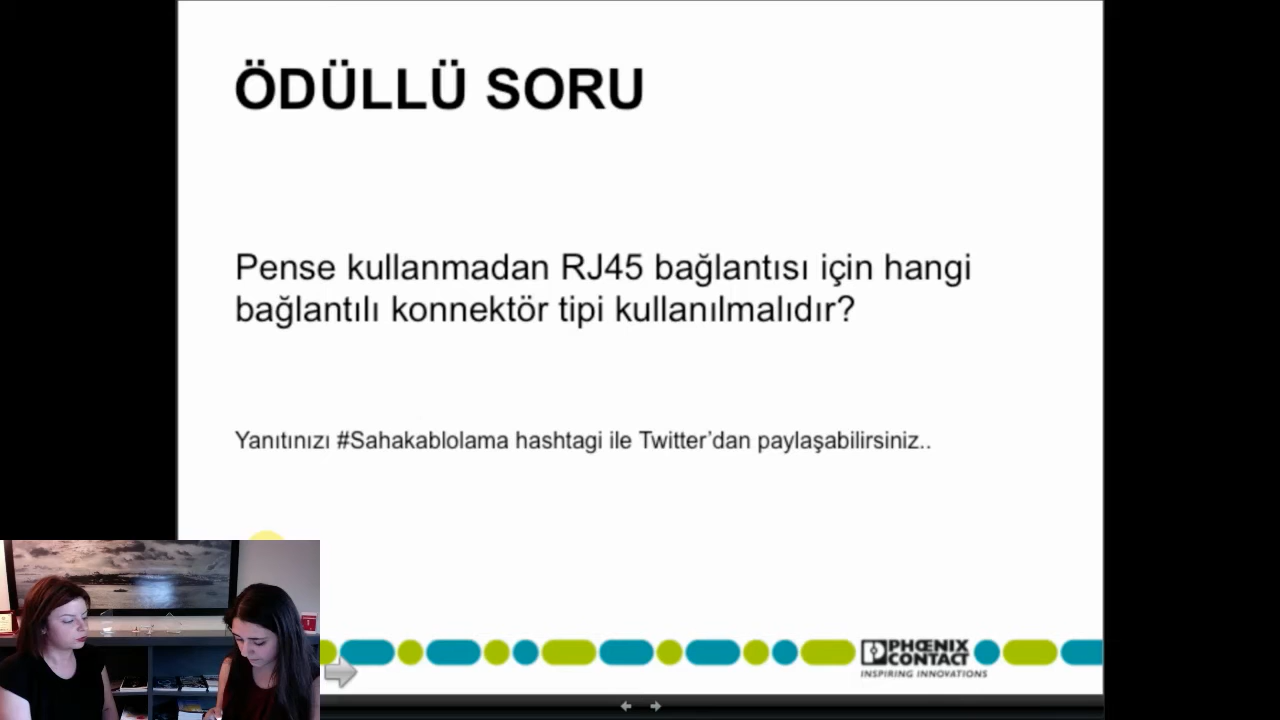 ÖDÜLLÜ SORU
Pense kullanmadan RJ45 bağlantısı için hangi
bağlantılı konnektör tipi kullanılmalıdır?
Yanıtınızı #Sahakablolama hashtagi ile Twitter’dan paylaşabilirsiniz..
PHŒNIX
CONTACT
INSPIRING INNOVATIONS